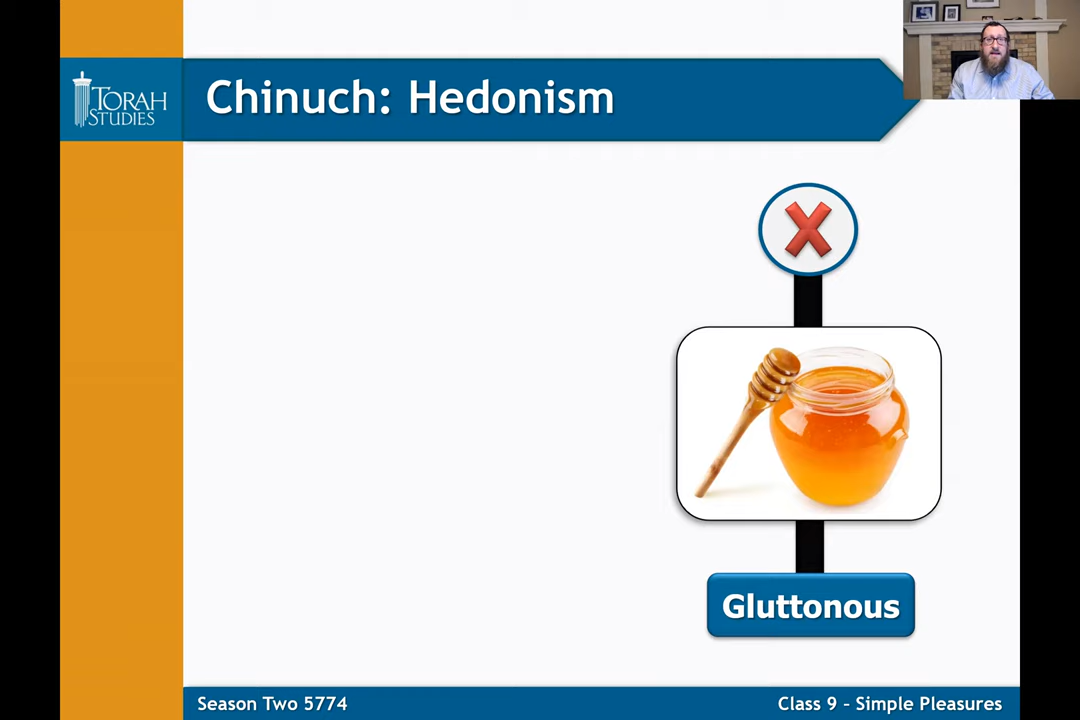 TORAH
STUDIES
Chinuch: Hedonism
Gluttonous
Season Two 5774
Class 9 – Simple Pleasures